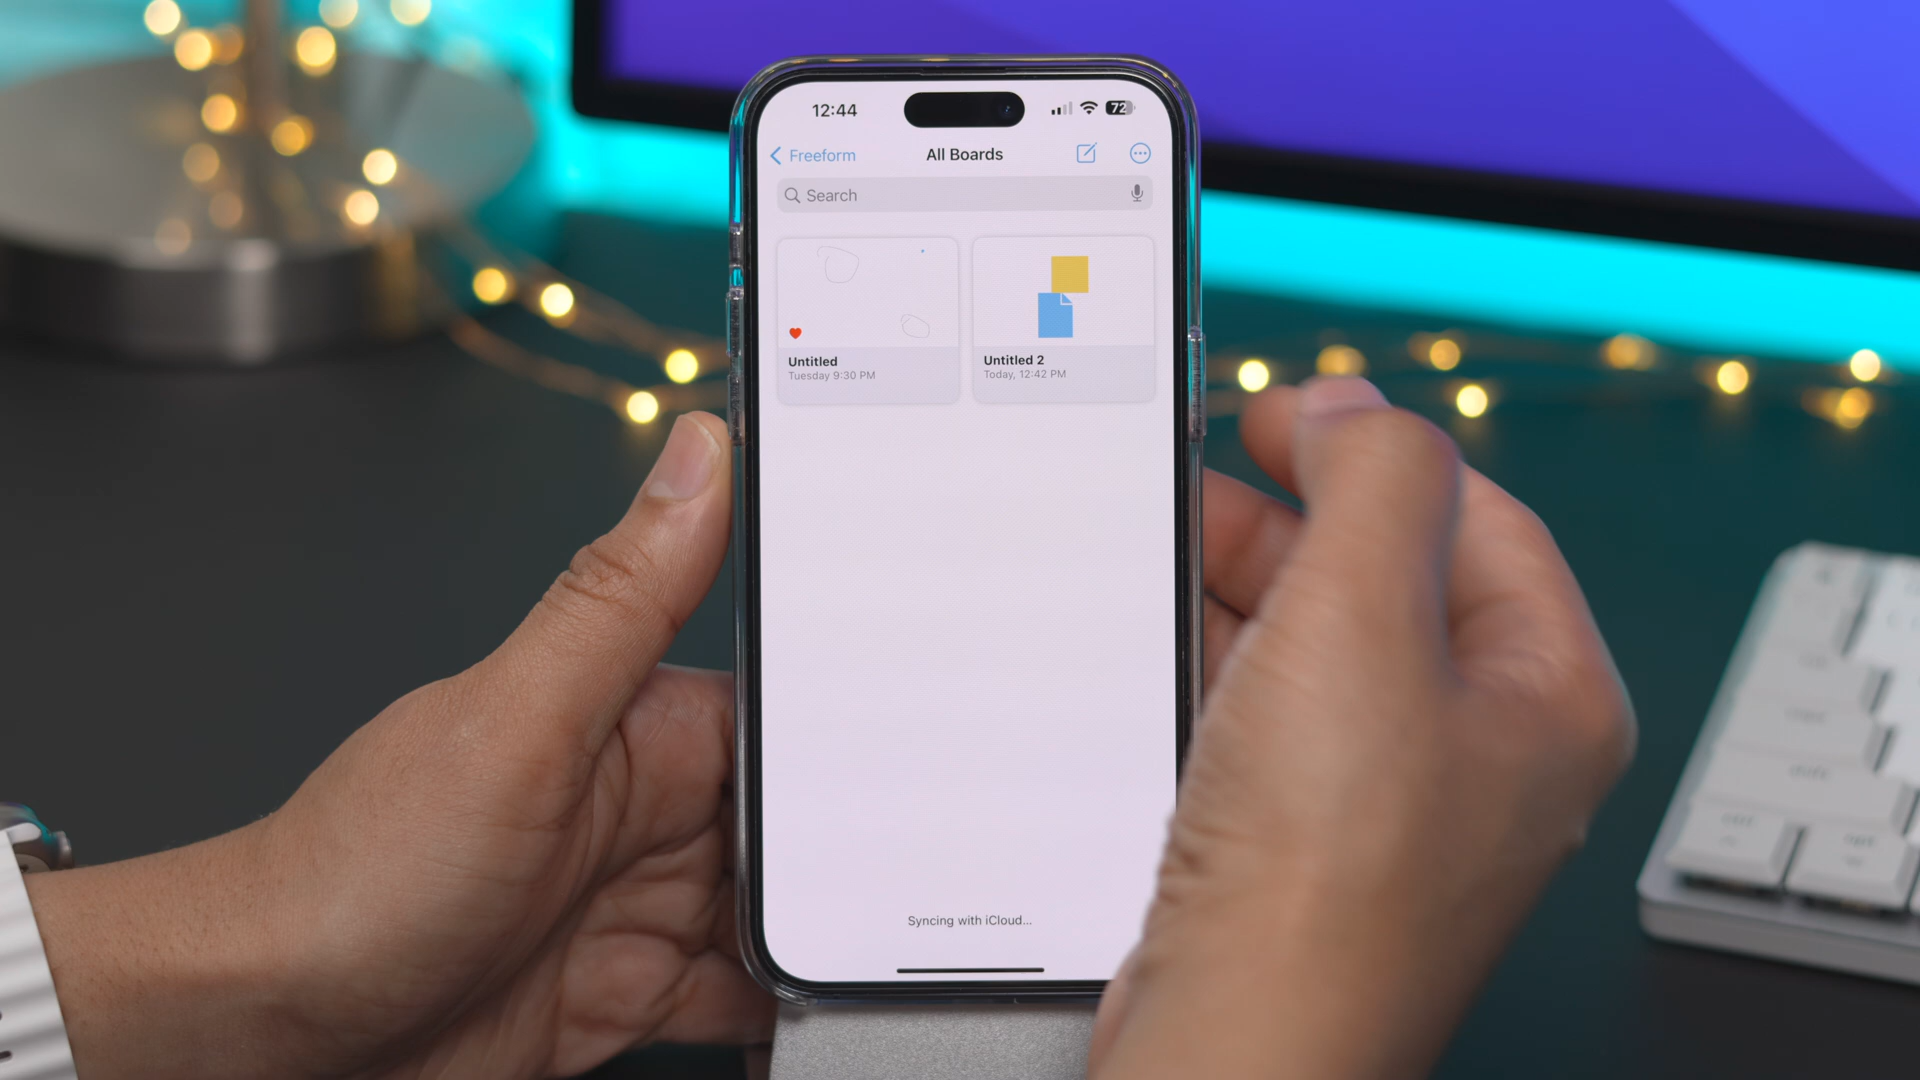 12:44
72
Freeform
All Boards
Search
Untitled
Tuesday 9:30 PM
Untitled 2
Today, 12:42 PM
Syncing with iCloud...